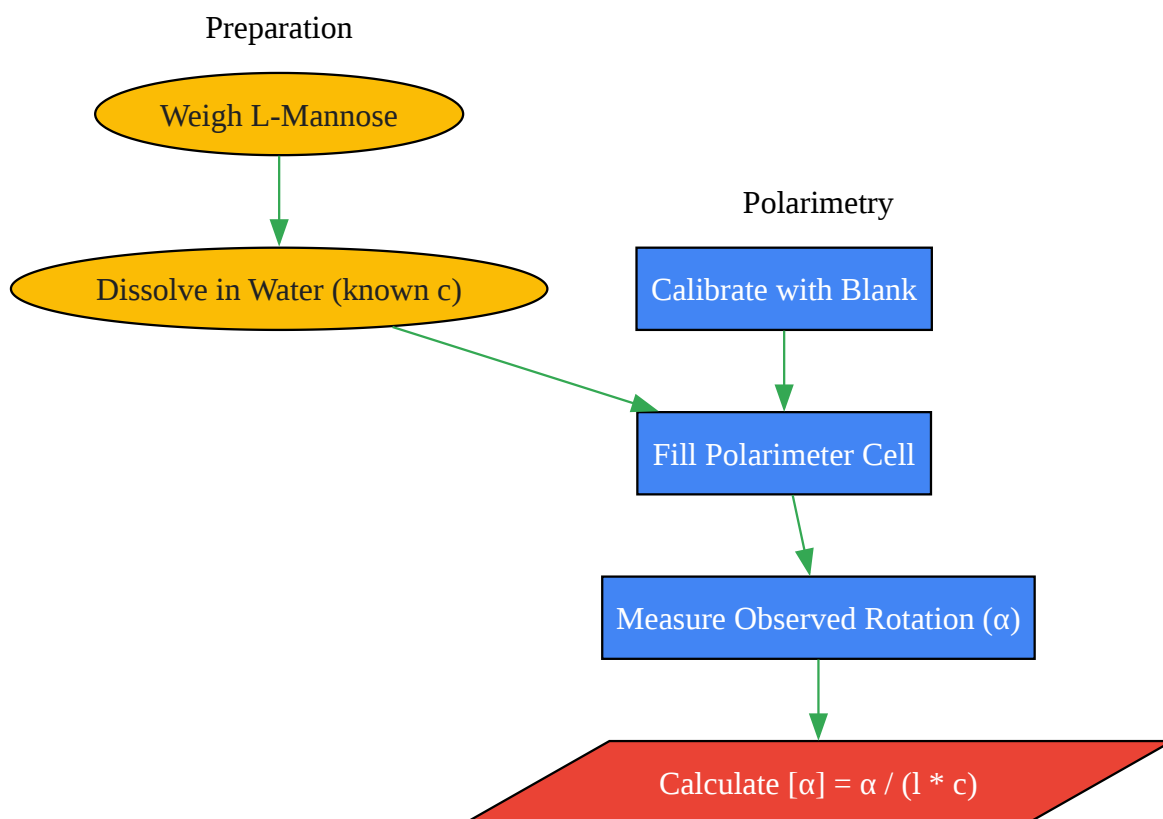 Preparation
Weigh L-Mannose
Dissolve in Water (known c)
Polarimetry
Calibrate with Blank
Fill Polarimeter Cell
Measure Observed Rotation (α)
Calculate [α] = α / (l * c)